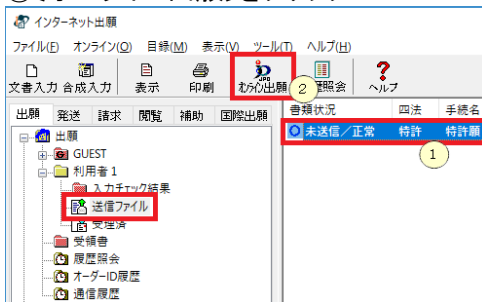 インターネット出願
ファイル(F) オンライン(O) 目録(M) 表示(V) ツール(T) ヘルプ(H)
JPO
文書入力 合成入力 表示 印刷 わライン出願 2 照会 ヘルプ
出願 発送 請求 閲覧 補助 国際出願
書類状況 四法 手続名
未送信/正常 特許 特許願
1
出願
GUEST
利用者1
入力チェック結果
送信ファイル
受理済
受領書
履歴照会
オーダーID履歴
通信履歴